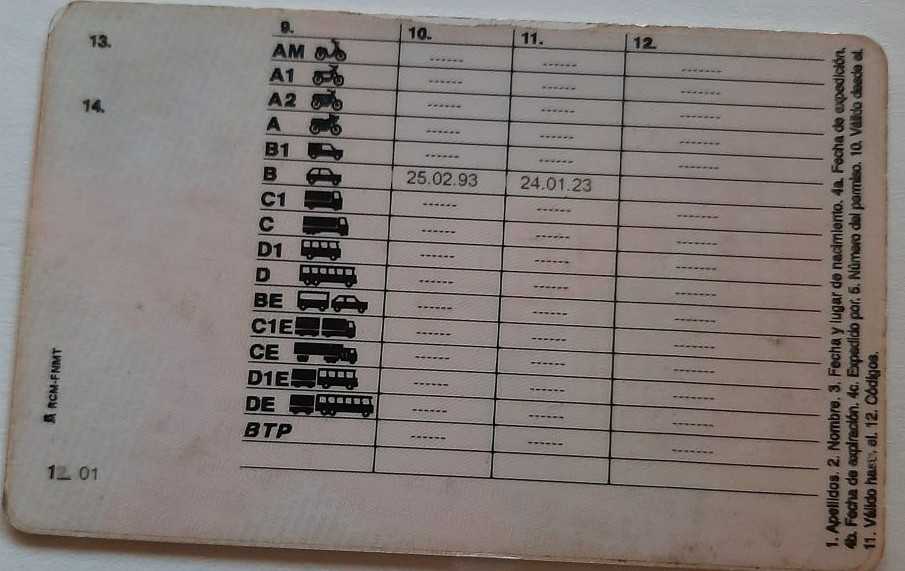 13.
14.
9. 10. 11. 12.
AM ------ ------ -------
A1 ------ ------ -------
A2 ------ ------ -------
A ------ ------ -------
B1 ------ ------ -------
B 25.02.93 24.01.23
C1 ------ ------ -------
C ------ ------ -------
D1 ------ ------ -------
D ------ ------ -------
BE ------ ------ -------
C1E ------ ------ -------
CE ------ ------ -------
D1E ------ ------ -------
DE ------ ------ -------
BTP ------ ------ -------
RCM-FNMT
12. 01
1. Apellidos. 2. Nombre. 3. Fecha y lugar de nacimiento. 4a. Fecha de expedición.
4b. Fecha de expiración. 4c. Expedido por. 5. Número del permiso. 10. Válido desde el.
11. Válido hasta el. 12. Códigos.